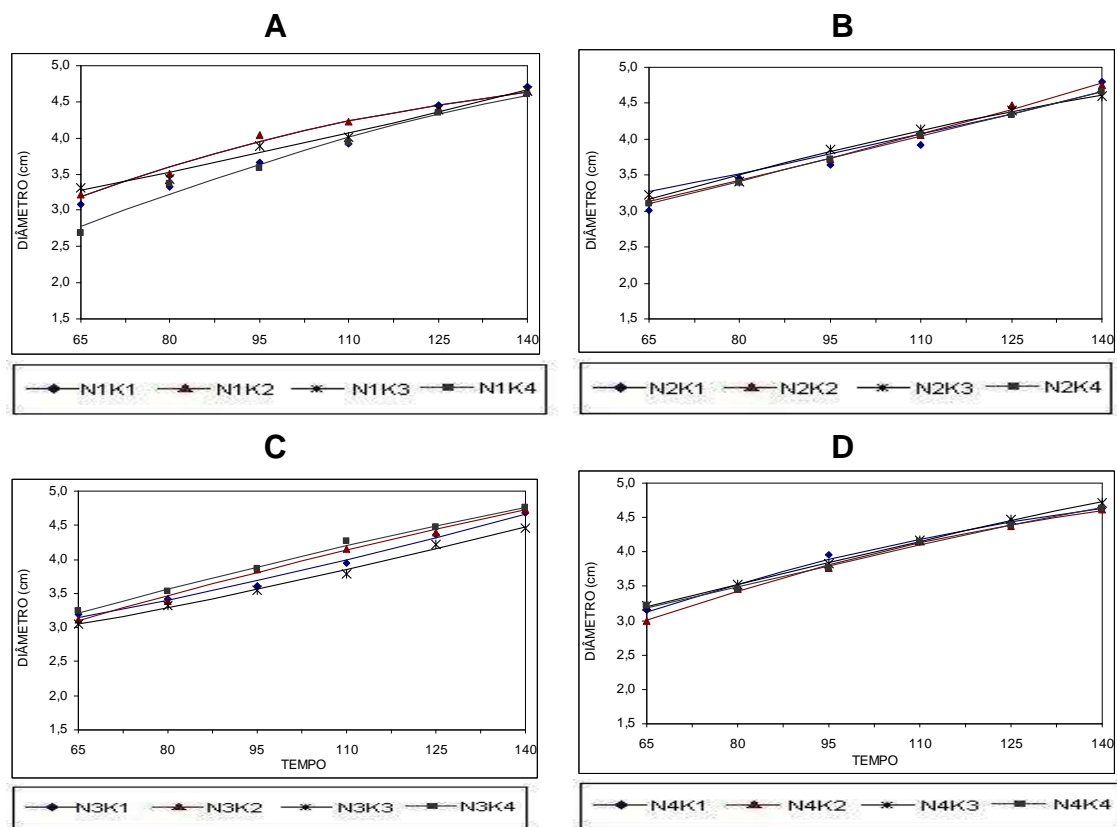 A
DIÂMETRO (cm)
5,0
4,5
4,0
3,5
3,0
2,5
2,0
1,5
65 80 95 110 125 140
N1K1 N1K2 N1K3 N1K4
B
DIÂMETRO (cm)
5,0
4,5
4,0
3,5
3,0
2,5
2,0
1,5
65 80 95 110 125 140
N2K1 N2K2 N2K3 N2K4
C
DIÂMETRO (cm)
5,0
4,5
4,0
3,5
3,0
2,5
2,0
1,5
65 80 95 110 125 140
TEMPO
N3K1 N3K2 N3K3 N3K4
D
DIÂMETRO (cm)
5,0
4,5
4,0
3,5
3,0
2,5
2,0
1,5
65 80 95 110 125 140
TEMPO
N4K1 N4K2 N4K3 N4K4